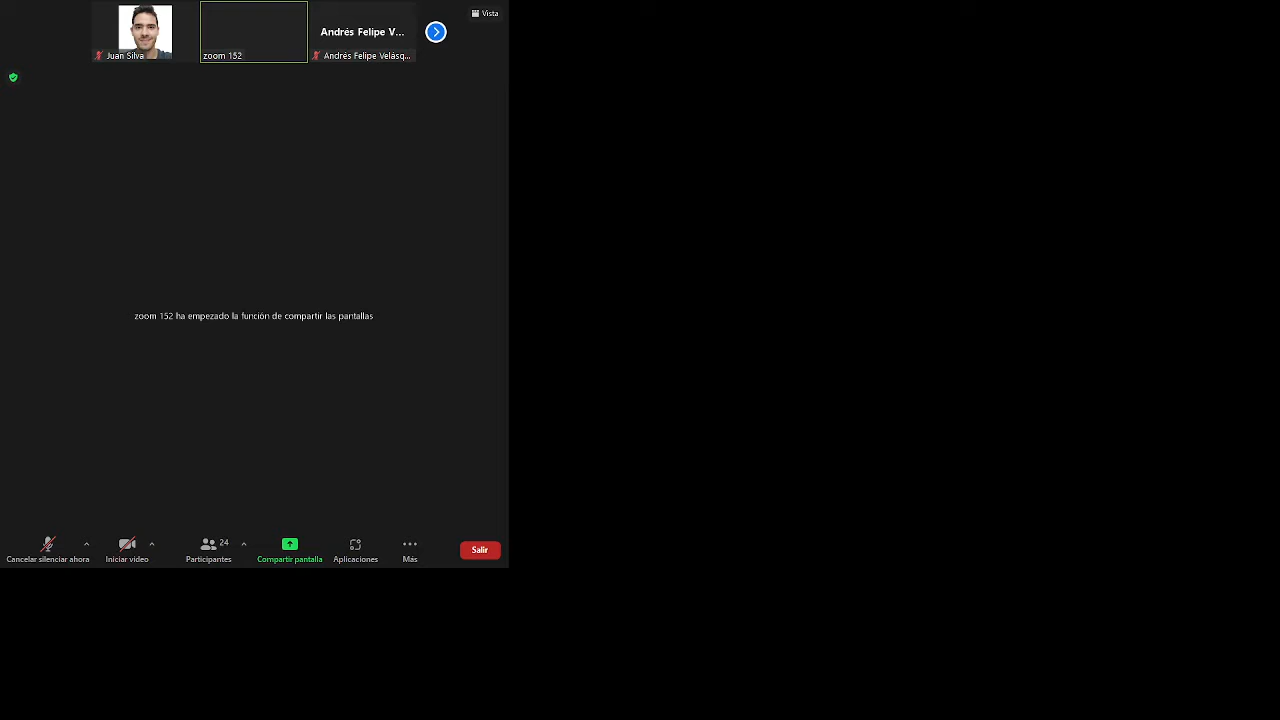 Vista
Andrés Felipe V...
Juan Silva
zoom 152
Andrés Felipe Velásq...
zoom 152 ha empezado la función de compartir las pantallas
24
Cancelar silenciar ahora
Iniciar video
Participantes
Compartir pantalla
Aplicaciones
Más
Salir